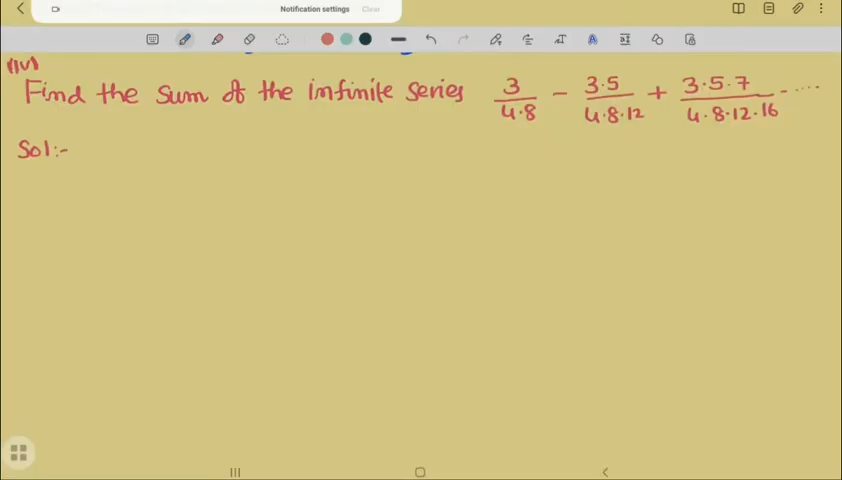 Notification settings Clear
(IV)
Find the sum of the infinite series 3/4·8 − 3·5/4·8·12 + 3·5·7/4·8·12·16 - ....
Sol:-